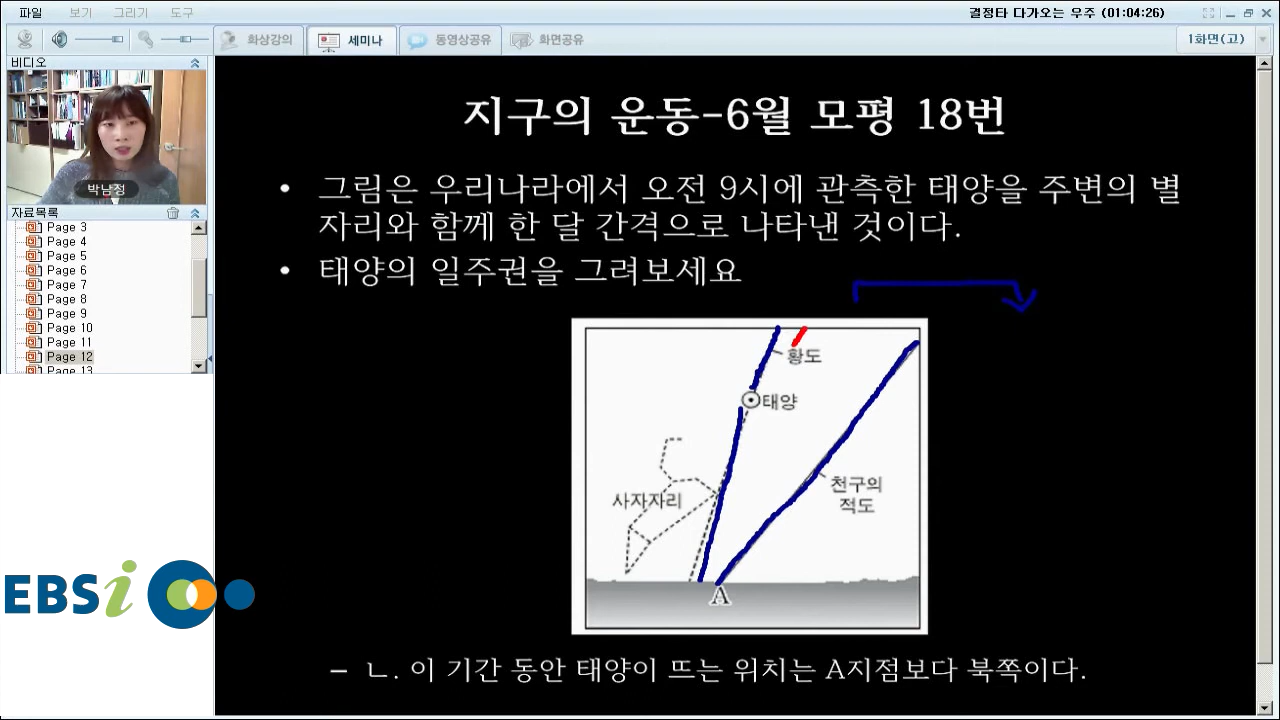 파일 보기 그리기 도구
결정타 다가오는 우주 (01:04:26)
화상강의 세미나 동영상공유 화면공유
1화면(고)
비디오
박남정
자료목록
Page 3
Page 4
Page 5
Page 6
Page 7
Page 8
Page 9
Page 10
Page 11
Page 12
Page 13
EBSi
지구의 운동-6월 모평 18번
• 그림은 우리나라에서 오전 9시에 관측한 태양을 주변의 별
자리와 함께 한 달 간격으로 나타낸 것이다.
• 태양의 일주권을 그려보세요
황도
태양
사자자리
천구의
적도
A
– ㄴ. 이 기간 동안 태양이 뜨는 위치는 A지점보다 북쪽이다.